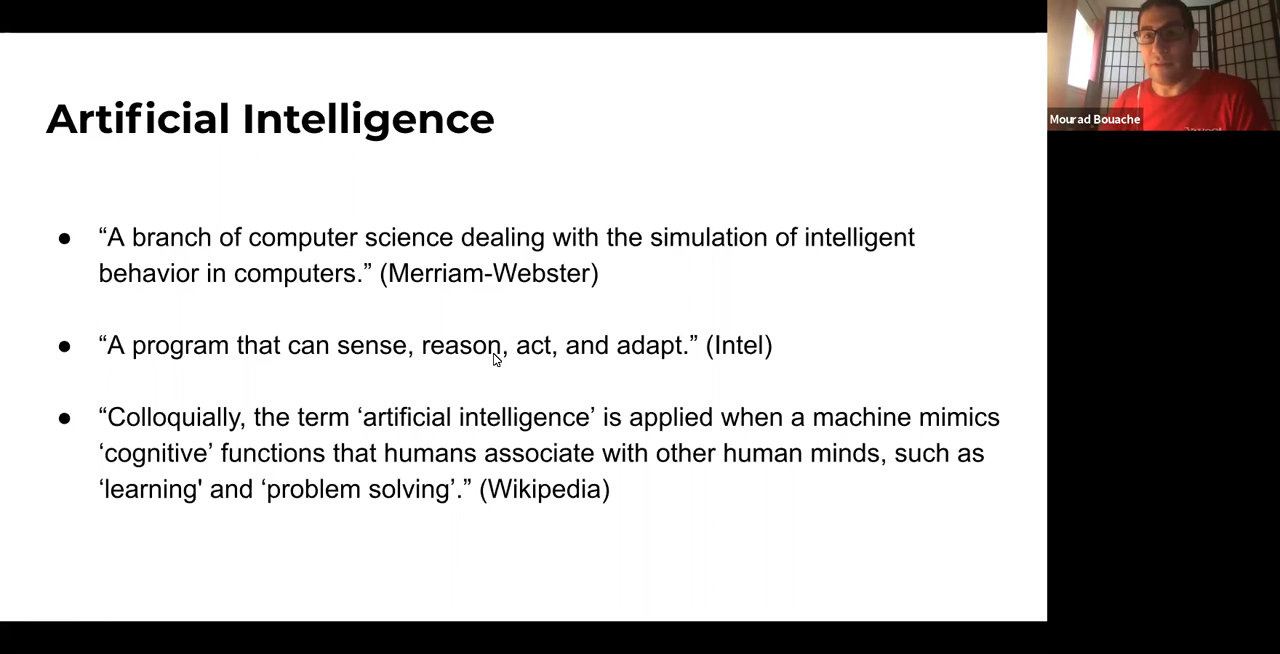 Artificial Intelligence
● “A branch of computer science dealing with the simulation of intelligent
behavior in computers.” (Merriam-Webster)
● “A program that can sense, reason, act, and adapt.” (Intel)
● “Colloquially, the term ‘artificial intelligence’ is applied when a machine mimics
‘cognitive’ functions that humans associate with other human minds, such as
‘learning' and ‘problem solving’.” (Wikipedia)
Mourad Bouache